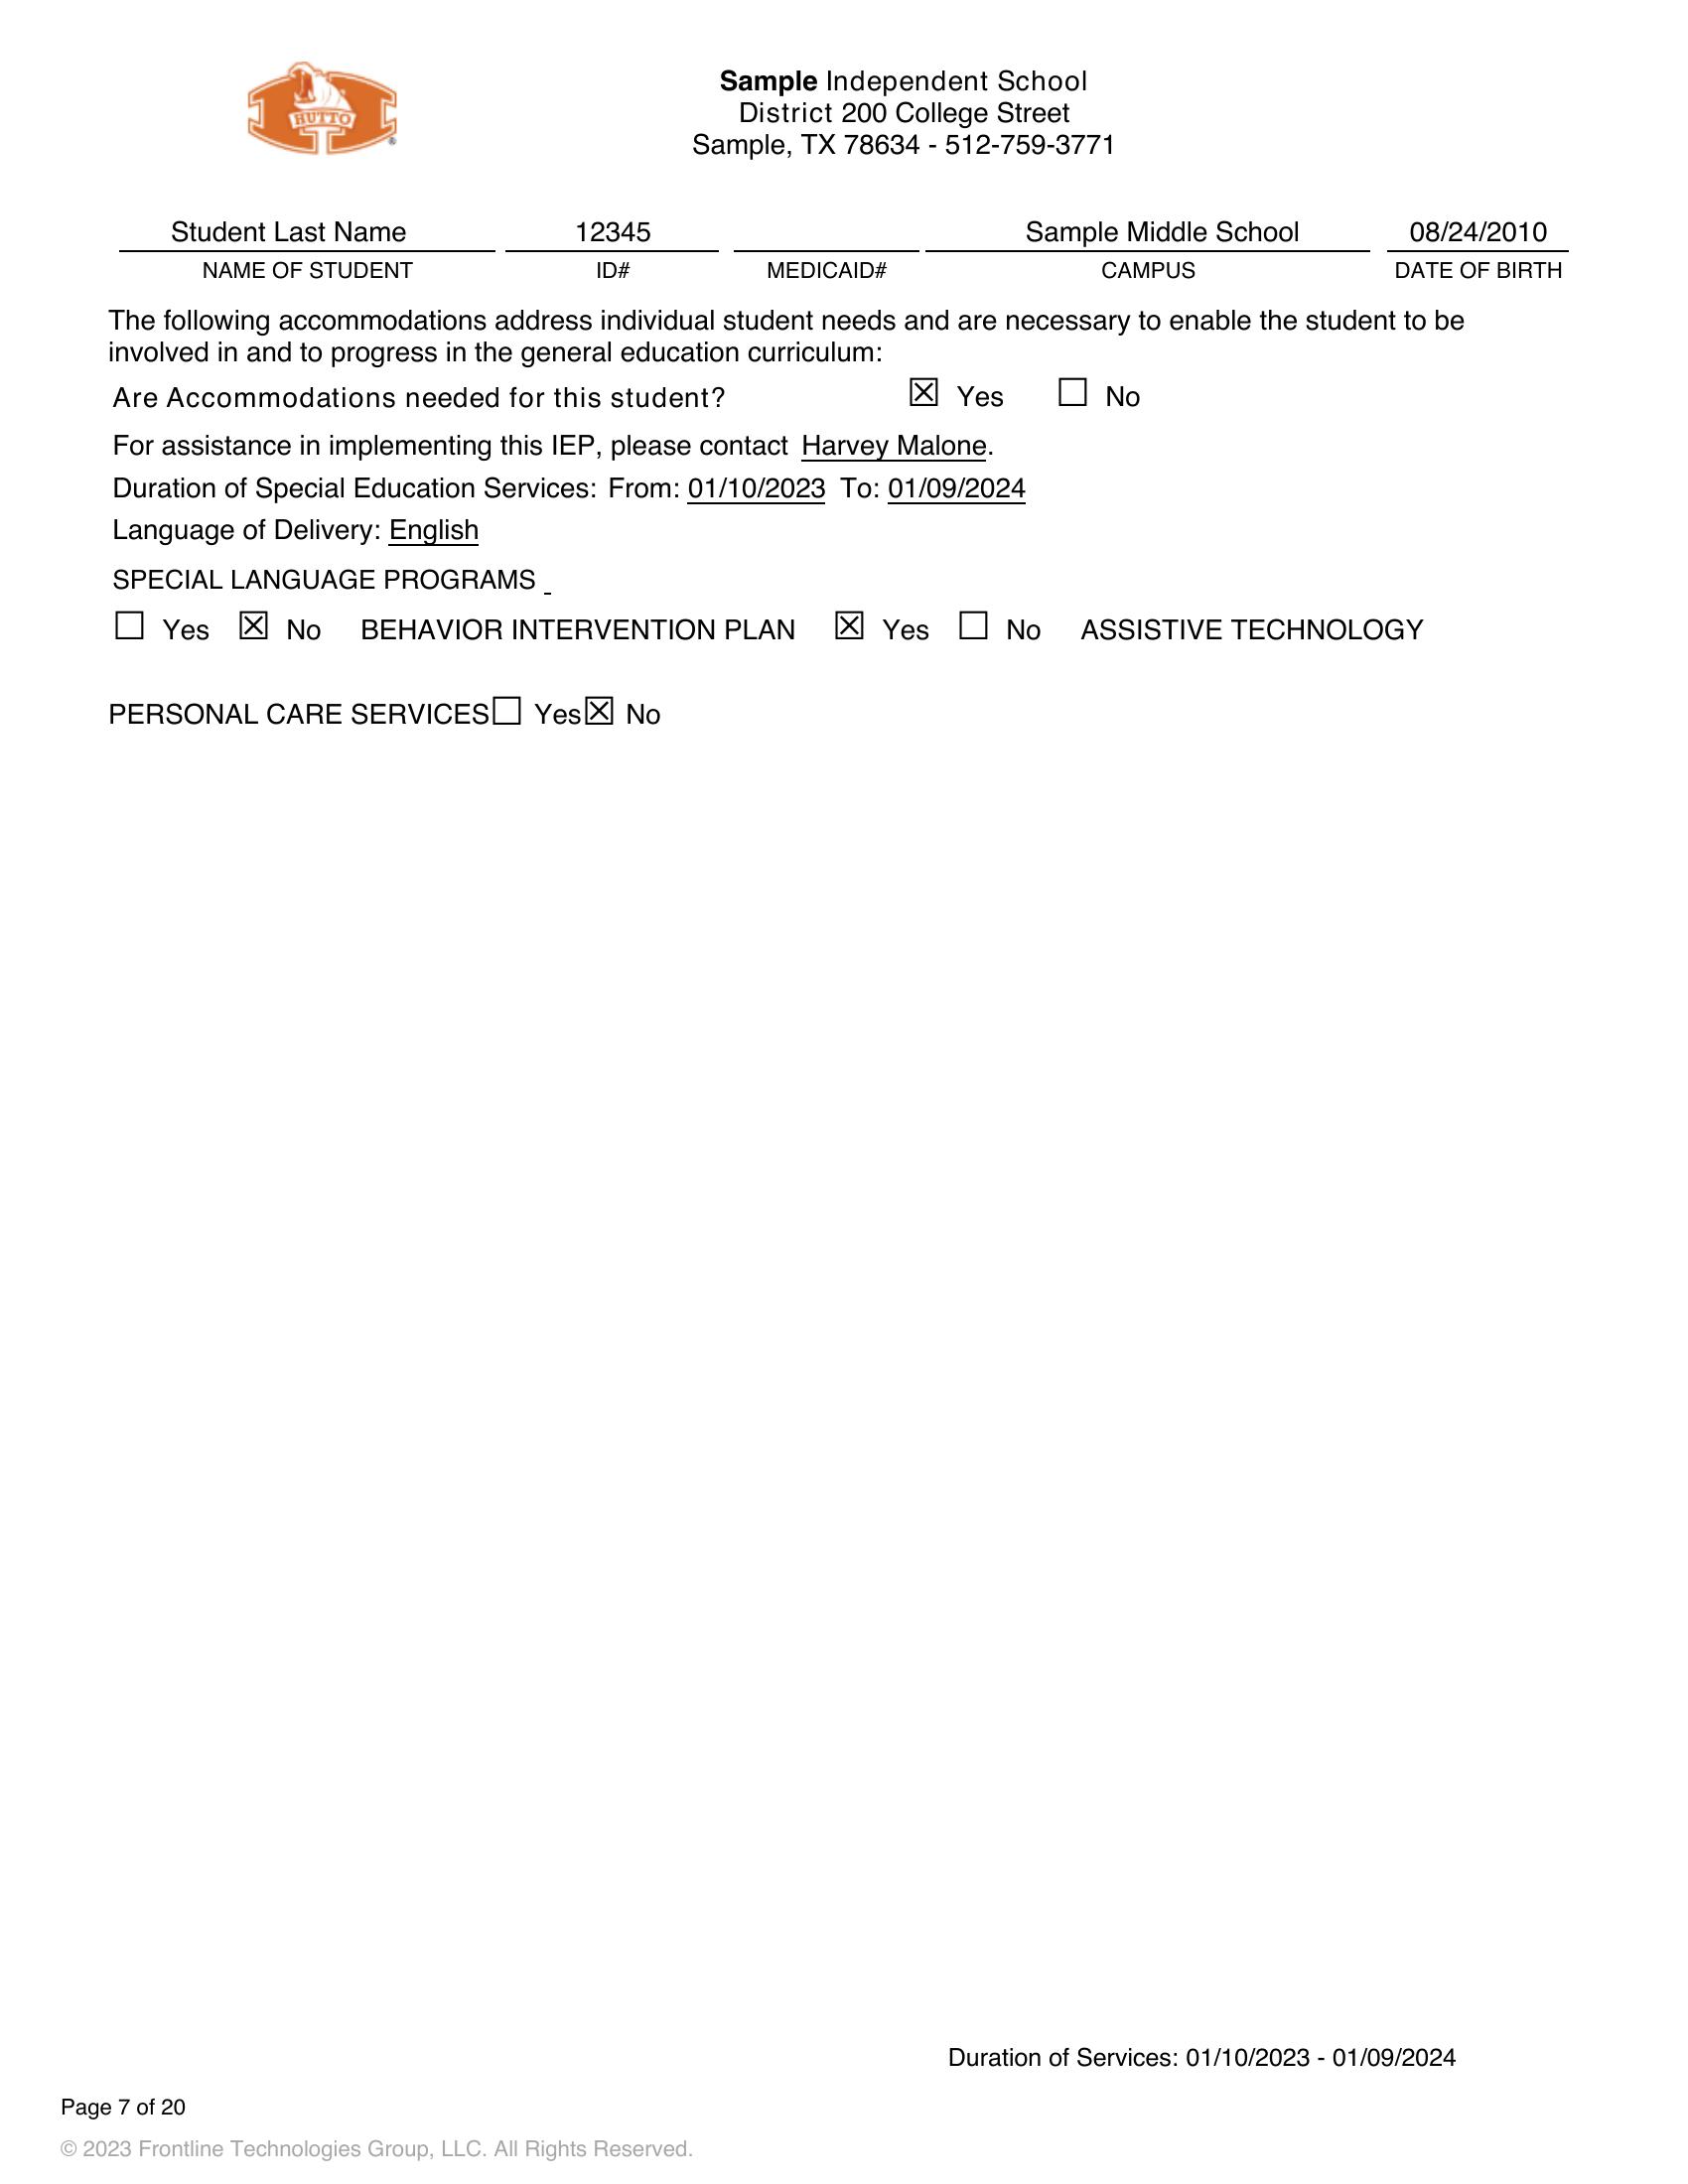 HUTTO
®
Sample Independent School
District 200 College Street
Sample, TX 78634 - 512-759-3771
Student Last Name 12345 Sample Middle School 08/24/2010
NAME OF STUDENT ID# MEDICAID# CAMPUS DATE OF BIRTH
The following accommodations address individual student needs and are necessary to enable the student to be
involved in and to progress in the general education curriculum:
Are Accommodations needed for this student? ☒ Yes ☐ No
For assistance in implementing this IEP, please contact Harvey Malone.
Duration of Special Education Services: From: 01/10/2023 To: 01/09/2024
Language of Delivery: English
SPECIAL LANGUAGE PROGRAMS _
☐ Yes ☒ No BEHAVIOR INTERVENTION PLAN ☒ Yes ☐ No ASSISTIVE TECHNOLOGY
PERSONAL CARE SERVICES☐ Yes☒ No
Duration of Services: 01/10/2023 - 01/09/2024
Page 7 of 20
© 2023 Frontline Technologies Group, LLC. All Rights Reserved.